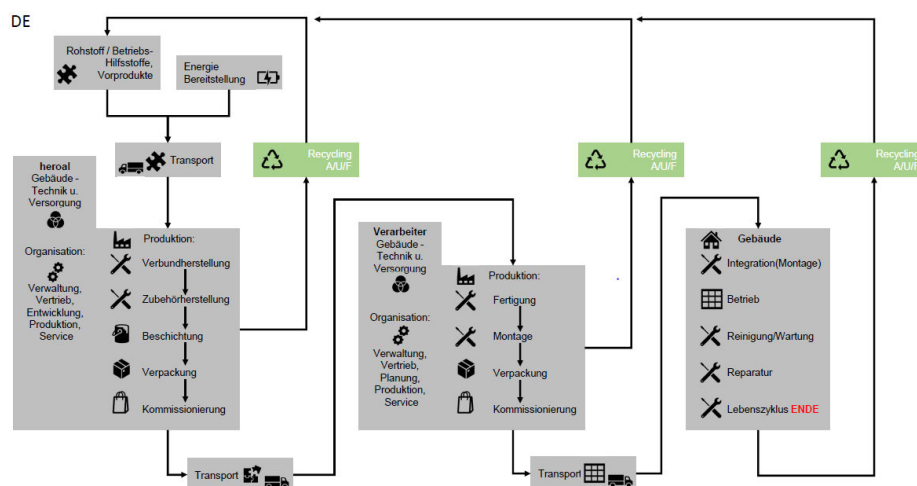 DE
Rohstoff / Betriebs-
Hilfsstoffe,
Vorprodukte
Energie
Bereitstellung
Transport
Recycling
A/U/F
Recycling
A/U/F
Recycling
A/U/F
heroal
Gebäude -
Technik u.
Versorgung
Organisation:
Verwaltung,
Vertrieb,
Entwicklung,
Produktion,
Service
Produktion:
Verbundherstellung
Zubehörherstellung
Beschichtung
Verpackung
Kommissionierung
Transport
Verarbeiter
Gebäude -
Technik u.
Versorgung
Organisation:
Verwaltung,
Vertrieb,
Planung,
Produktion,
Service
Produktion:
Fertigung
Montage
Verpackung
Kommissionierung
Transport
Gebäude
Integration(Montage)
Betrieb
Reinigung/Wartung
Reparatur
Lebenszyklus ENDE